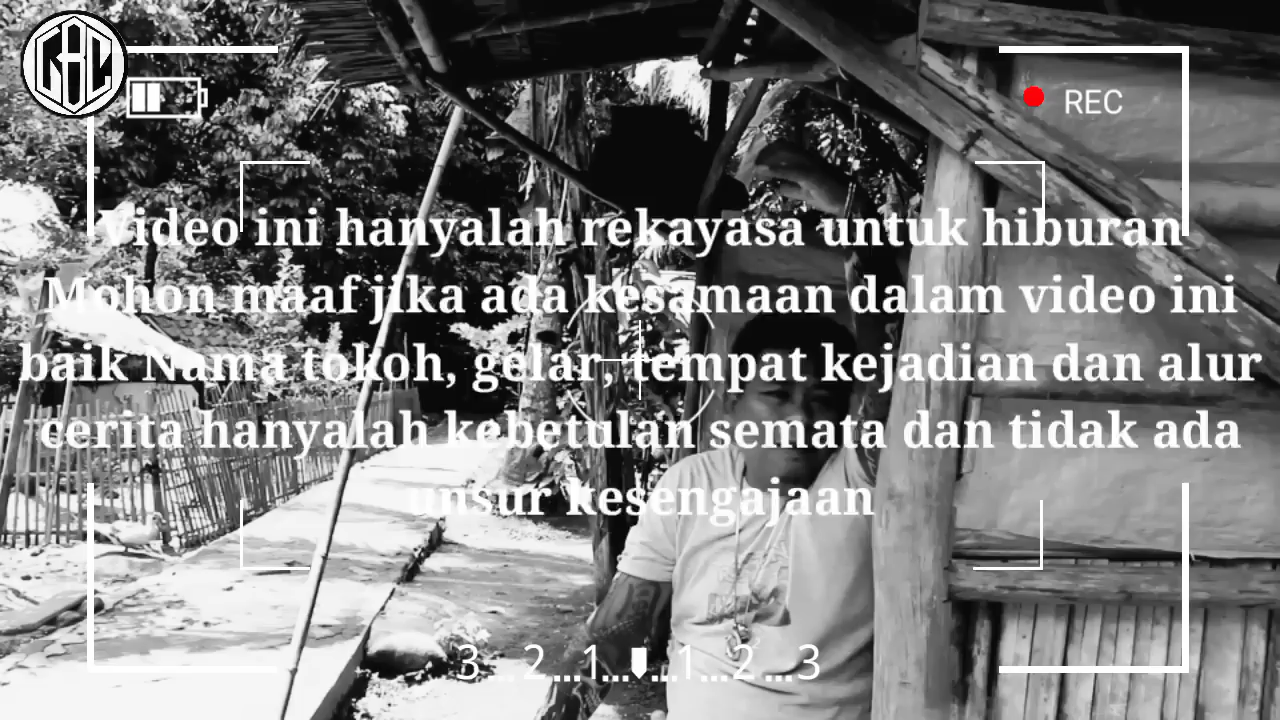 GBC
REC
Video ini hanyalah rekayasa untuk hiburan
Mohon maaf jika ada kesamaan dalam video ini
baik Nama tokoh, gelar, tempat kejadian dan alur
cerita hanyalah kebetulan semata dan tidak ada
unsur kesengajaan
3...2...1...1...2...3